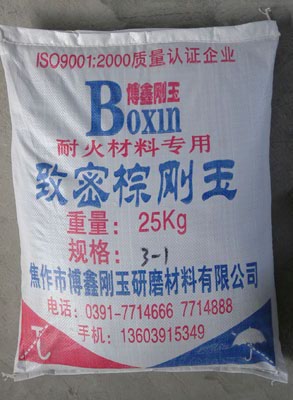 ISO9001:2000质量认证企业
博鑫刚玉
Boxin
耐火材料专用
致密棕刚玉
重量：25Kg
规格：3-1
焦作市博鑫刚玉研磨材料有限公司
电话：0391-7714666 7714888
手机：13603915349